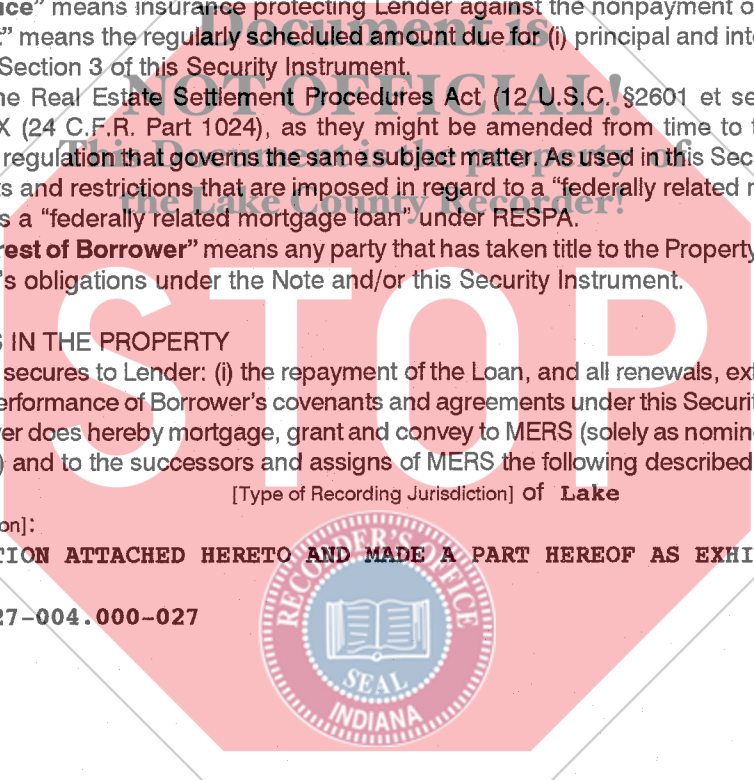 ice” means insurance protecting Lender against the nonpayment o
Document is
” means the regularly scheduled amount due for (i) principal and int
Section 3 of this Security Instrument.
NOT OFFICIAL!
he Real Estate Settlement Procedures Act (12 U.S.C. §2601 et se
X (24 C.F.R. Part 1024), as they might be amended from time to
This Document is the property of
regulation that governs the same subject matter. As used in this Sec
ts and restrictions that are imposed in regard to a “federally related
the Lake County Recorder!
s a “federally related mortgage loan” under RESPA.
rest of Borrower” means any party that has taken title to the Property
's obligations under the Note and/or this Security Instrument.
STOP
IN THE PROPERTY
secures to Lender: (i) the repayment of the Loan, and all renewals, ex
erformance of Borrower's covenants and agreements under this Securit
er does hereby mortgage, grant and convey to MERS (solely as nomin
) and to the successors and assigns of MERS the following described
[Type of Recording Jurisdiction] of Lake
on]:
TION ATTACHED HERETO AND MADE A PART HEREOF AS EXHI
27-004.000-027
RECORDER'S OFFICE
SEAL
INDIANA